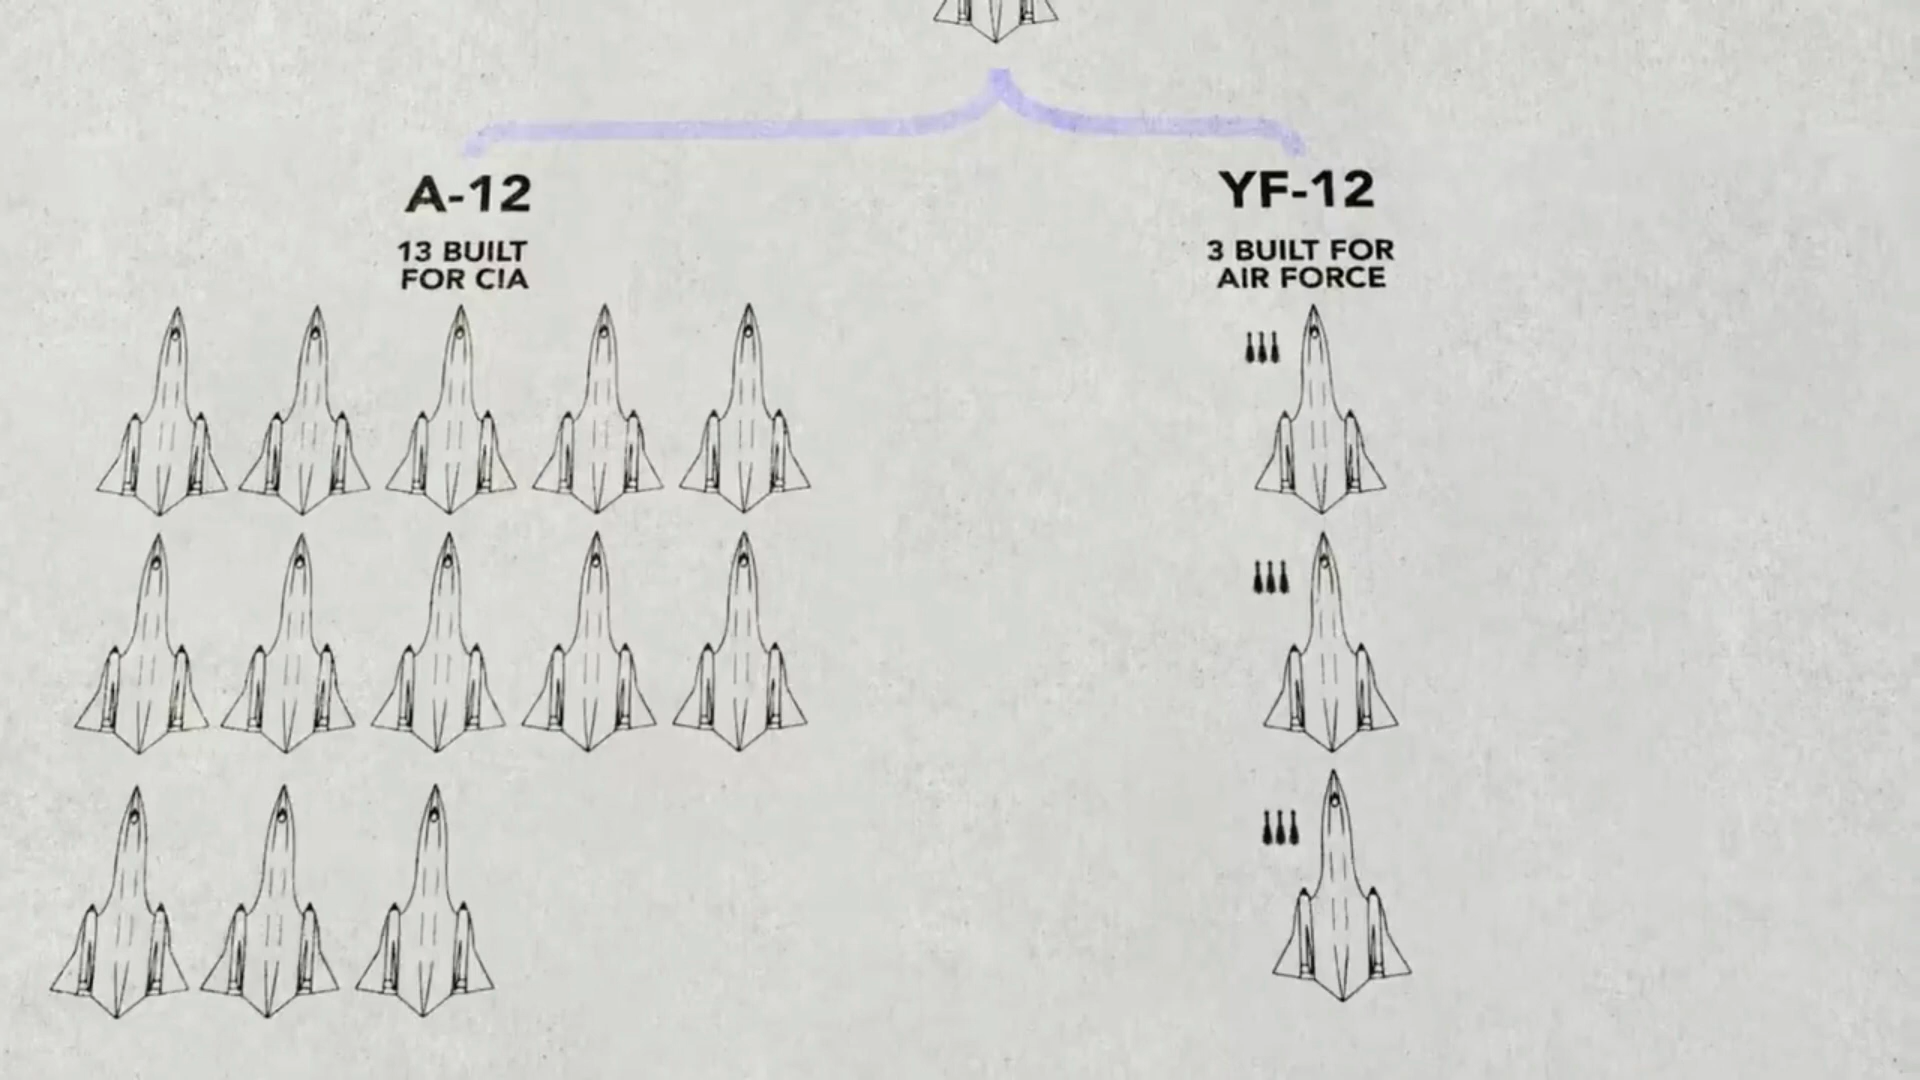 A-12
13 BUILT
FOR CIA
YF-12
3 BUILT FOR
AIR FORCE